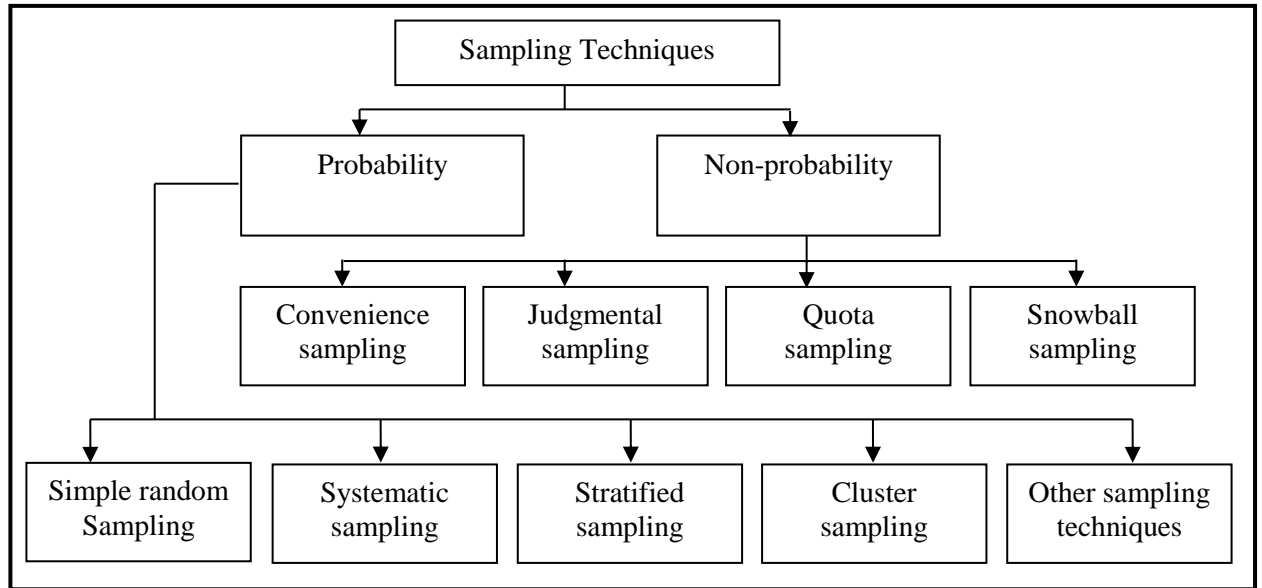 Sampling Techniques
Probability
Non-probability
Convenience
sampling
Judgmental
sampling
Quota
sampling
Snowball
sampling
Simple random
Sampling
Systematic
sampling
Stratified
sampling
Cluster
sampling
Other sampling
techniques